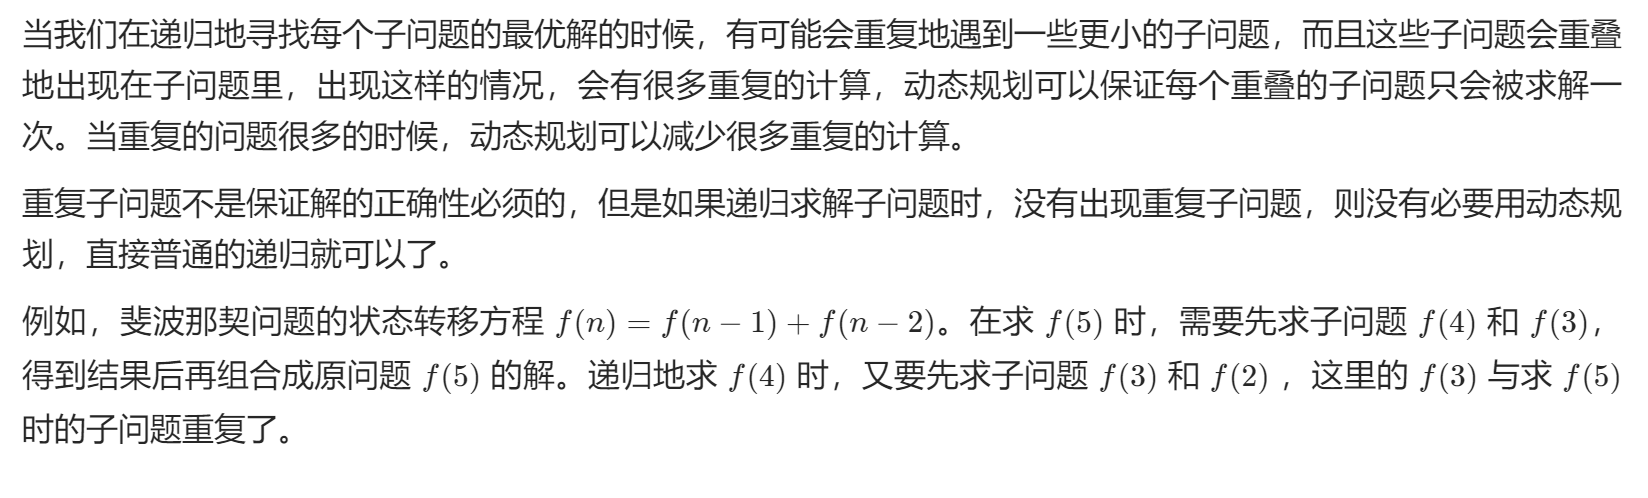 当我们在递归地寻找每个子问题的最优解的时候，有可能会重复地遇到一些更小的子问题，而且这些子问题会重叠
地出现在子问题里，出现这样的情况，会有很多重复的计算，动态规划可以保证每个重叠的子问题只会被求解一
次。当重复的问题很多的时候，动态规划可以减少很多重复的计算。
重复子问题不是保证解的正确性必须的，但是如果递归求解子问题时，没有出现重复子问题，则没有必要用动态规
划，直接普通的递归就可以了。
例如，斐波那契问题的状态转移方程 f(n) = f(n − 1) + f(n − 2)。在求 f(5) 时，需要先求子问题 f(4) 和 f(3)，
得到结果后再组合成原问题 f(5) 的解。递归地求 f(4) 时，又要先求子问题 f(3) 和 f(2) ，这里的 f(3) 与求 f(5)
时的子问题重复了。